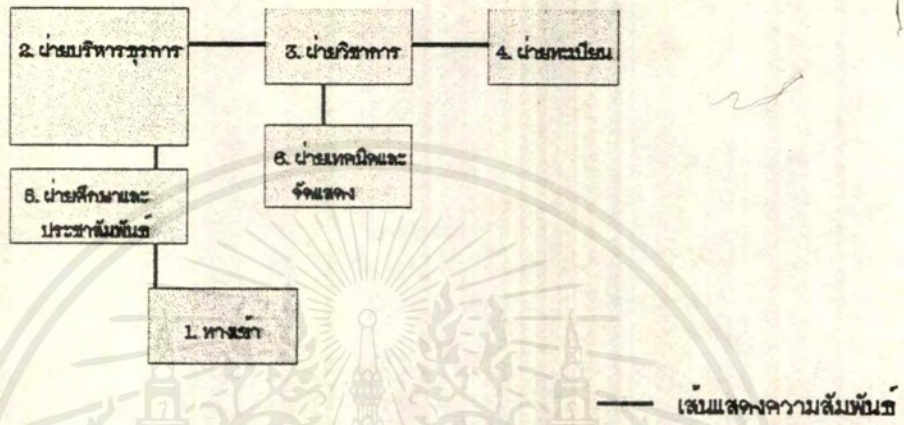 2. ฝ่ายบริหารธุรการ
3. ฝ่ายวิชาการ
4. ฝ่ายทะเบียน
5. ฝ่ายศึกษาและ
ประชาสัมพันธ์
6. ฝ่ายเทคนิคและ
จัดแสดง
1. ทางเข้า
เส้นแสดงความสัมพันธ์